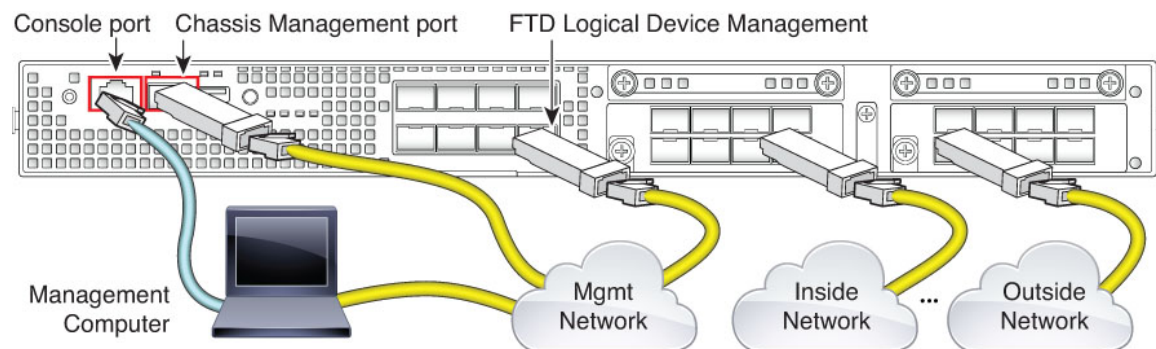 Console port
Chassis Management port
FTD Logical Device Management
Management
Computer
Mgmt
Network
Inside
Network
...
Outside
Network